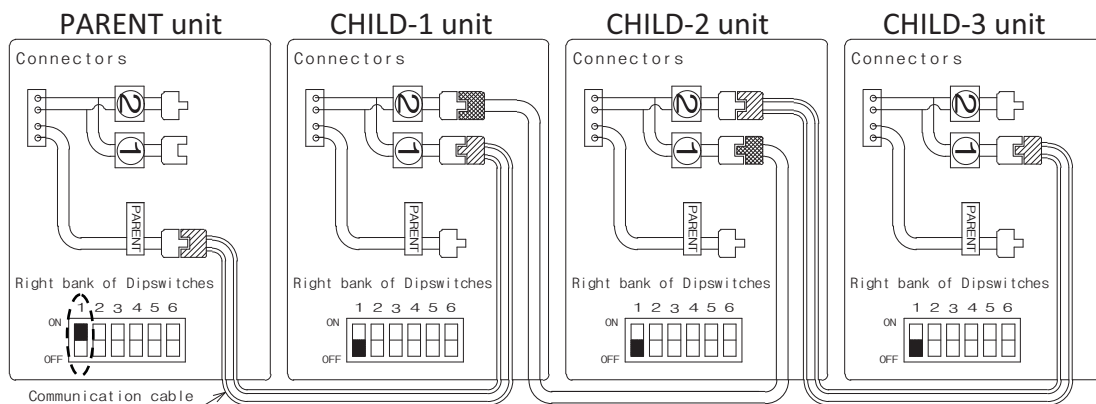 PARENT unit
CHILD-1 unit
CHILD-2 unit
CHILD-3 unit
Connectors
2
1
PARENT
Right bank of Dipswitches
1 2 3 4 5 6
ON
OFF
Communication cable
Connectors
2
1
PARENT
Right bank of Dipswitches
1 2 3 4 5 6
ON
OFF
Connectors
2
1
PARENT
Right bank of Dipswitches
1 2 3 4 5 6
ON
OFF
Connectors
2
1
PARENT
Right bank of Dipswitches
1 2 3 4 5 6
ON
OFF